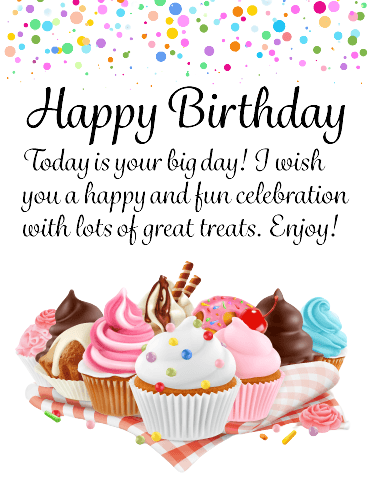 Happy Birthday
Today is your big day! I wish
you a happy and fun celebration
with lots of great treats. Enjoy!